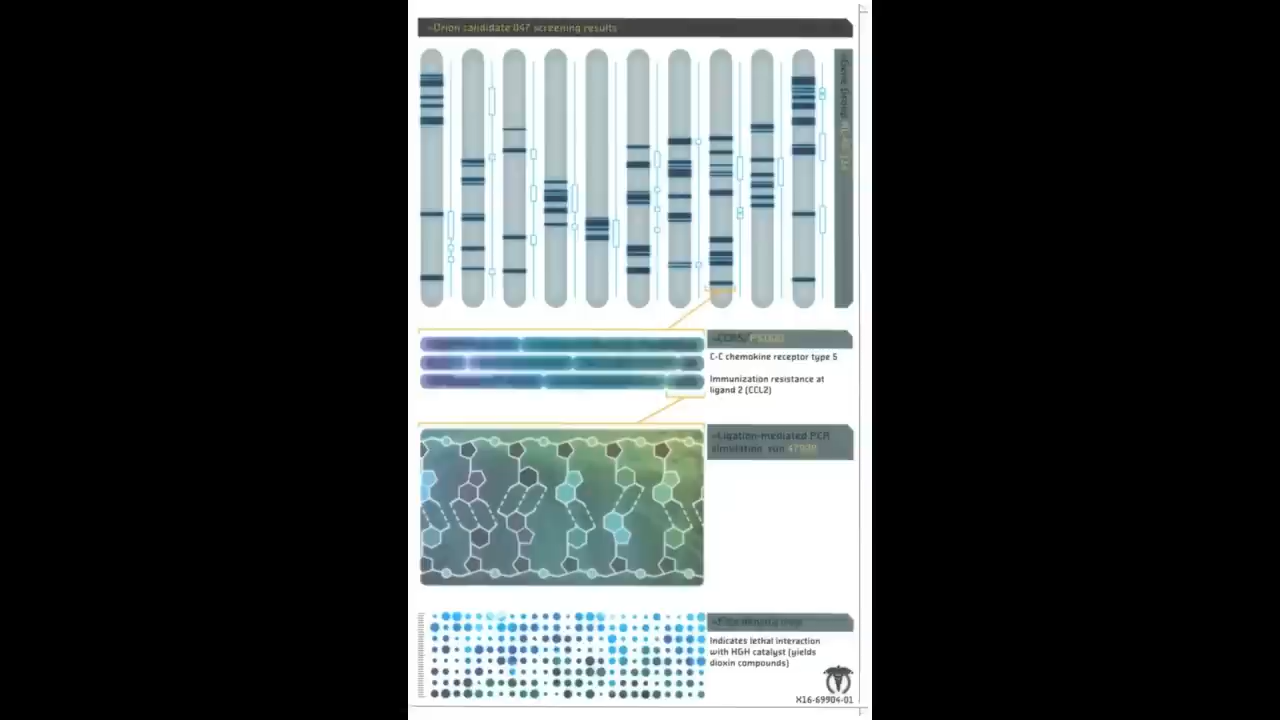 >Orion candidate 047 screening results
C-C chemokine receptor type 5
Immunization resistance at
ligand 2 (CCL2)
>Ligation-mediated PCR
simulation run
Indicates lethal interaction
with HGH catalyst (yields
dioxin compounds)
X16-69904-01